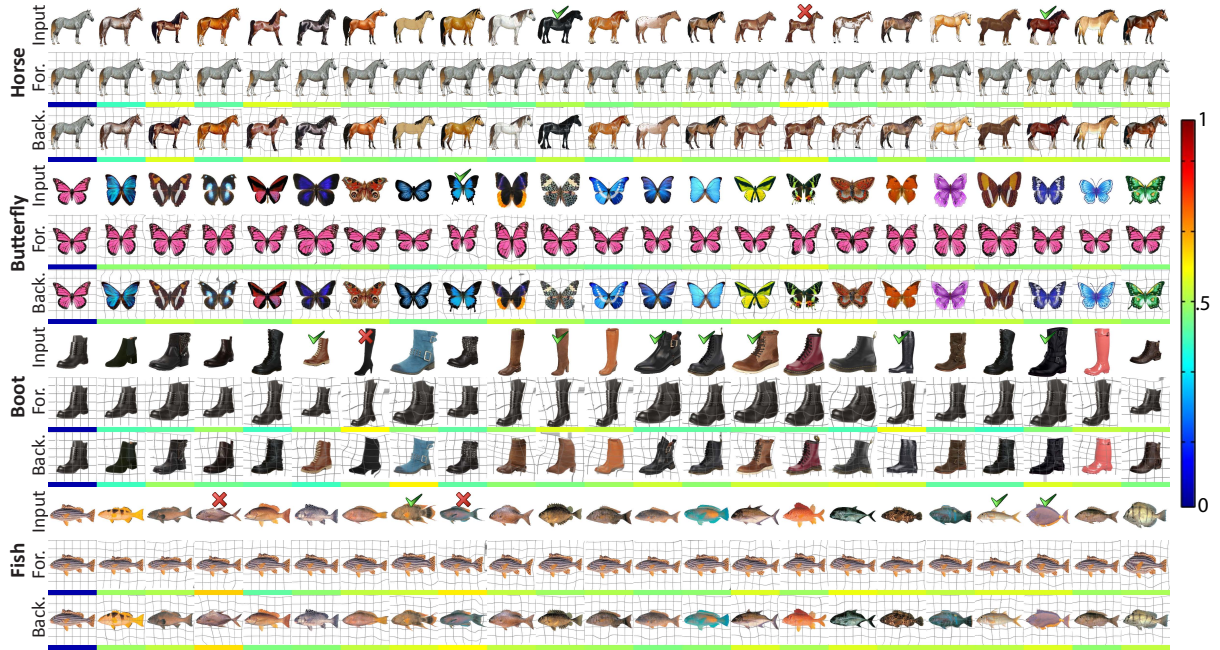 Horse
Input
For.
Back.
Butterfly
Input
For.
Back.
Boot
Input
For.
Back.
Fish
Input
For.
Back.
1
.5
0